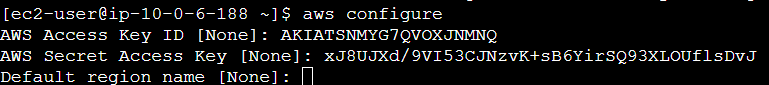 [ec2-user@ip-10-0-6-188 ~]$ aws configure
AWS Access Key ID [None]: AKIATSNMYG7QVOXJNMNQ
AWS Secret Access Key [None]: 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
Default region name [None]: